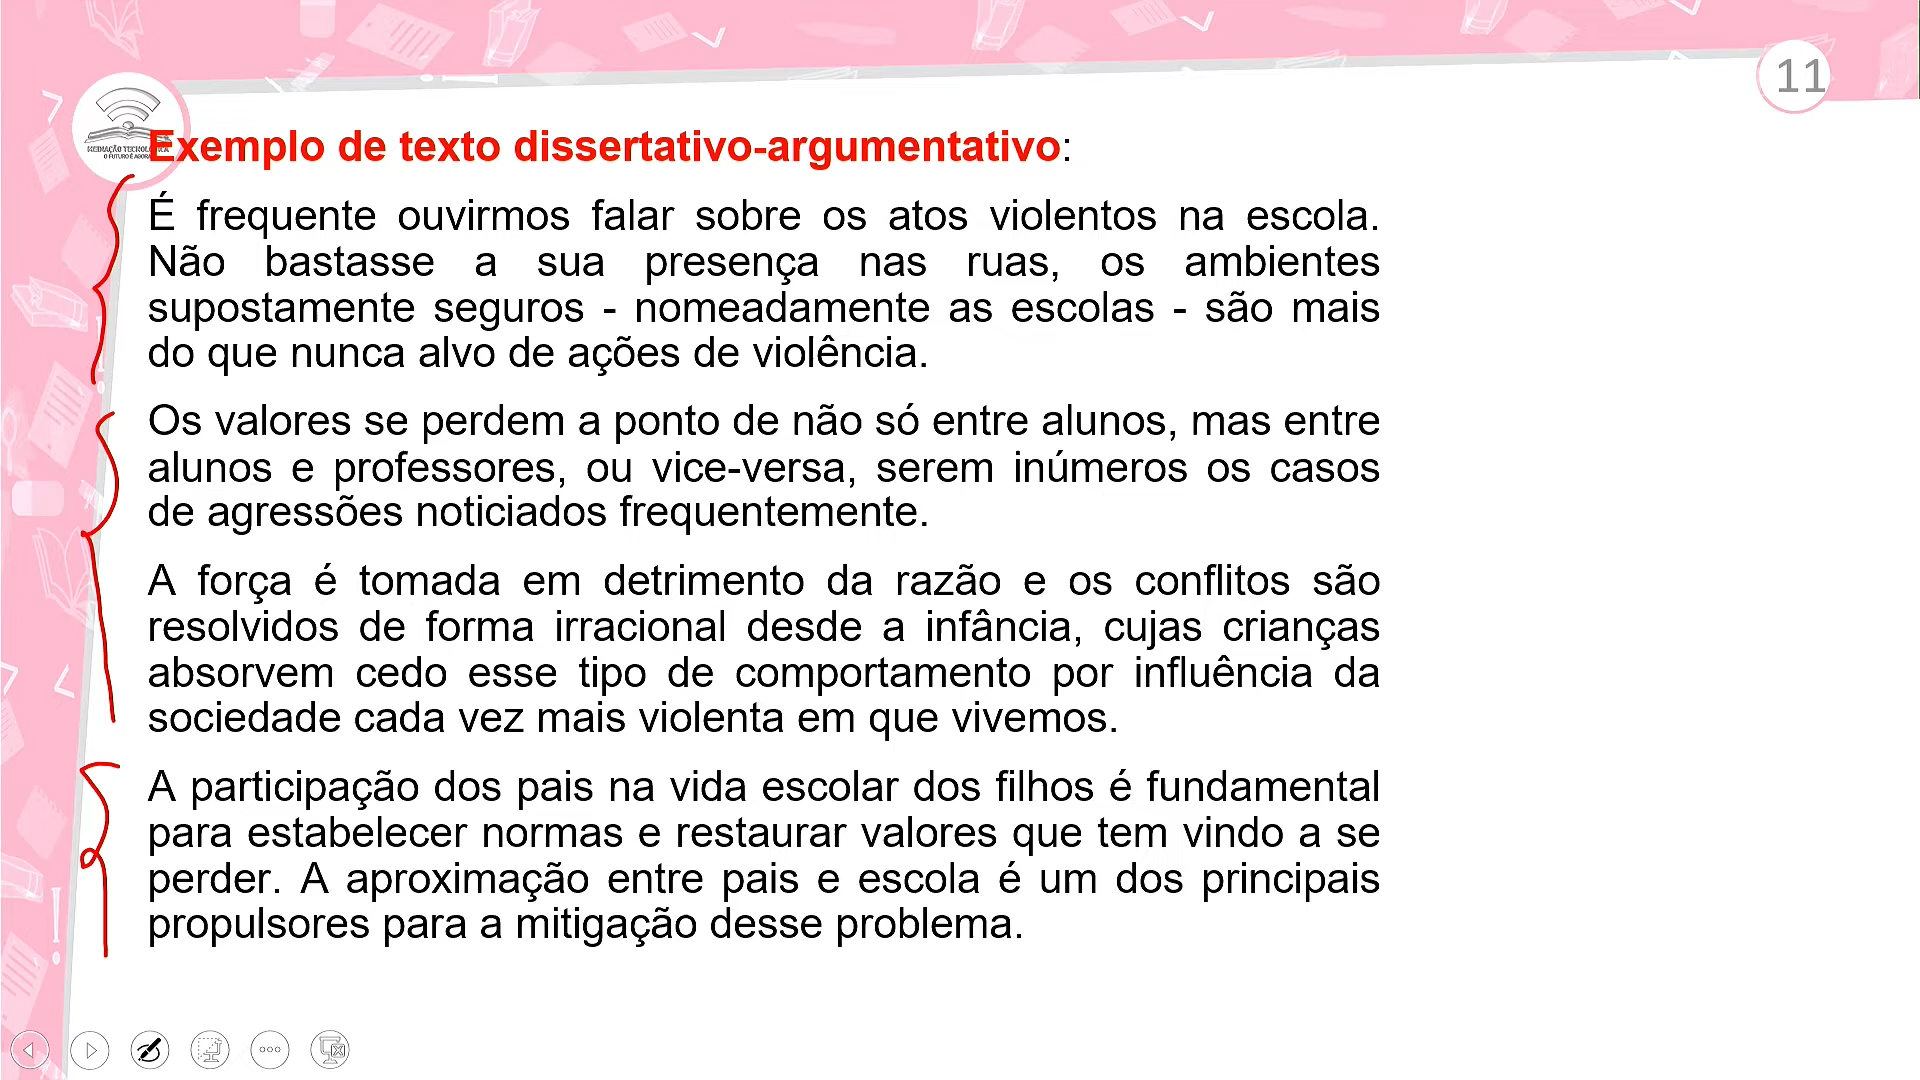 11
MEDIAÇÃO TECNOLÓGICA
O FUTURO É AGORA
Exemplo de texto dissertativo-argumentativo:
É frequente ouvirmos falar sobre os atos violentos na escola.
Não bastasse a sua presença nas ruas, os ambientes
supostamente seguros - nomeadamente as escolas - são mais
do que nunca alvo de ações de violência.
Os valores se perdem a ponto de não só entre alunos, mas entre
alunos e professores, ou vice-versa, serem inúmeros os casos
de agressões noticiados frequentemente.
A força é tomada em detrimento da razão e os conflitos são
resolvidos de forma irracional desde a infância, cujas crianças
absorvem cedo esse tipo de comportamento por influência da
sociedade cada vez mais violenta em que vivemos.
A participação dos pais na vida escolar dos filhos é fundamental
para estabelecer normas e restaurar valores que tem vindo a se
perder. A aproximação entre pais e escola é um dos principais
propulsores para a mitigação desse problema.